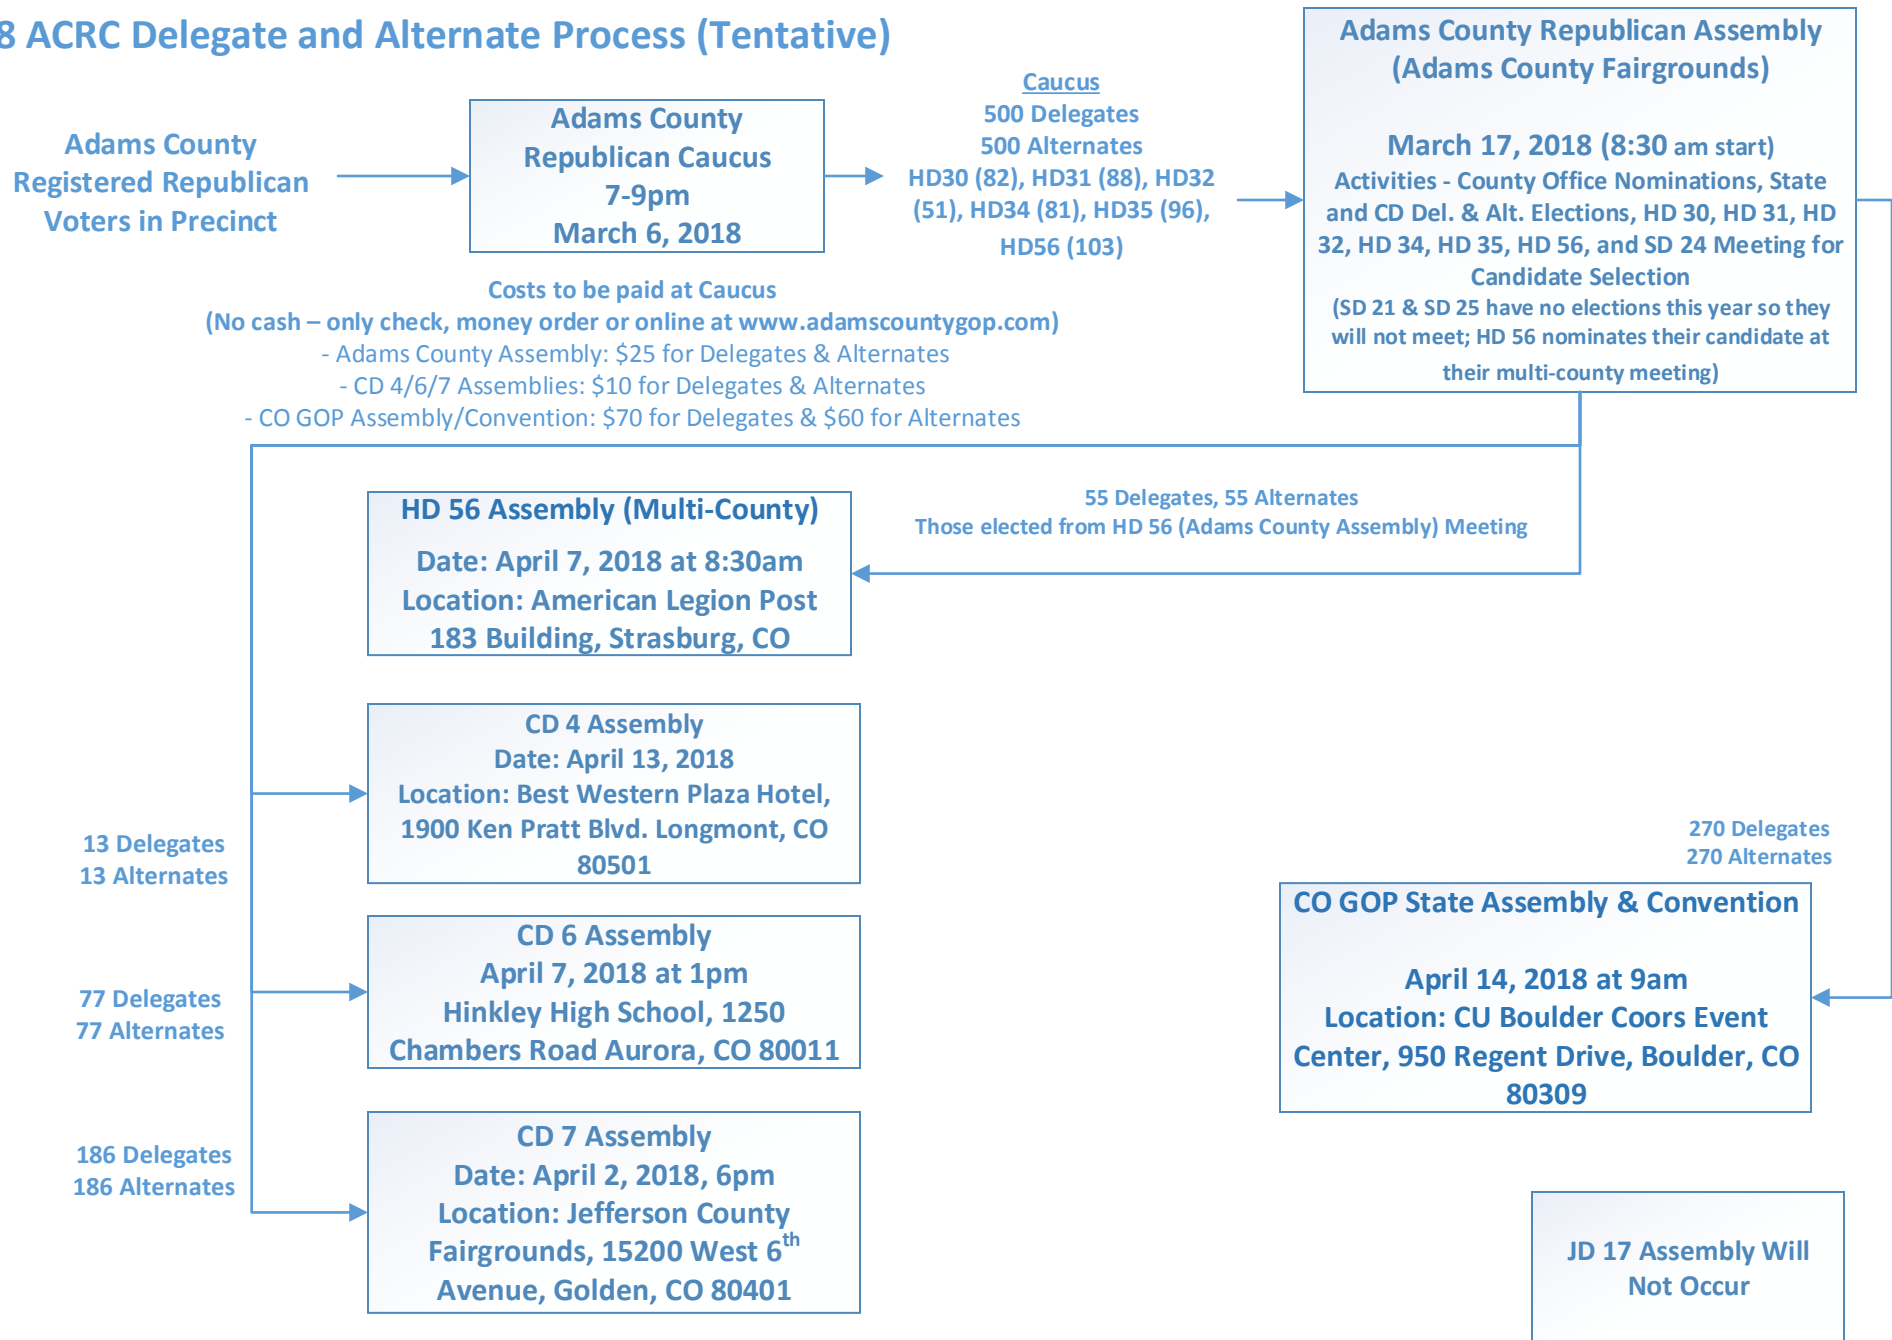 8 ACRC Delegate and Alternate Process (Tentative)
Adams County
Registered Republican
Voters in Precinct
Adams County
Republican Caucus
7-9pm
March 6, 2018
Caucus
500 Delegates
500 Alternates
HD30 (82), HD31 (88), HD32
(51), HD34 (81), HD35 (96),
HD56 (103)
Adams County Republican Assembly
(Adams County Fairgrounds)
March 17, 2018 (8:30 am start)
Activities - County Office Nominations, State
and CD Del. & Alt. Elections, HD 30, HD 31, HD
32, HD 34, HD 35, HD 56, and SD 24 Meeting for
Candidate Selection
(SD 21 & SD 25 have no elections this year so they
will not meet; HD 56 nominates their candidate at
their multi-county meeting)
Costs to be paid at Caucus
(No cash – only check, money order or online at www.adamscountygop.com)
- Adams County Assembly: $25 for Delegates & Alternates
- CD 4/6/7 Assemblies: $10 for Delegates & Alternates
- CO GOP Assembly/Convention: $70 for Delegates & $60 for Alternates
HD 56 Assembly (Multi-County)
Date: April 7, 2018 at 8:30am
Location: American Legion Post
183 Building, Strasburg, CO
55 Delegates, 55 Alternates
Those elected from HD 56 (Adams County Assembly) Meeting
CD 4 Assembly
Date: April 13, 2018
Location: Best Western Plaza Hotel,
1900 Ken Pratt Blvd. Longmont, CO
80501
13 Delegates
13 Alternates
CD 6 Assembly
April 7, 2018 at 1pm
Hinkley High School, 1250
Chambers Road Aurora, CO 80011
77 Delegates
77 Alternates
CD 7 Assembly
Date: April 2, 2018, 6pm
Location: Jefferson County
Fairgrounds, 15200 West 6th
Avenue, Golden, CO 80401
186 Delegates
186 Alternates
270 Delegates
270 Alternates
CO GOP State Assembly & Convention
April 14, 2018 at 9am
Location: CU Boulder Coors Event
Center, 950 Regent Drive, Boulder, CO
80309
JD 17 Assembly Will
Not Occur